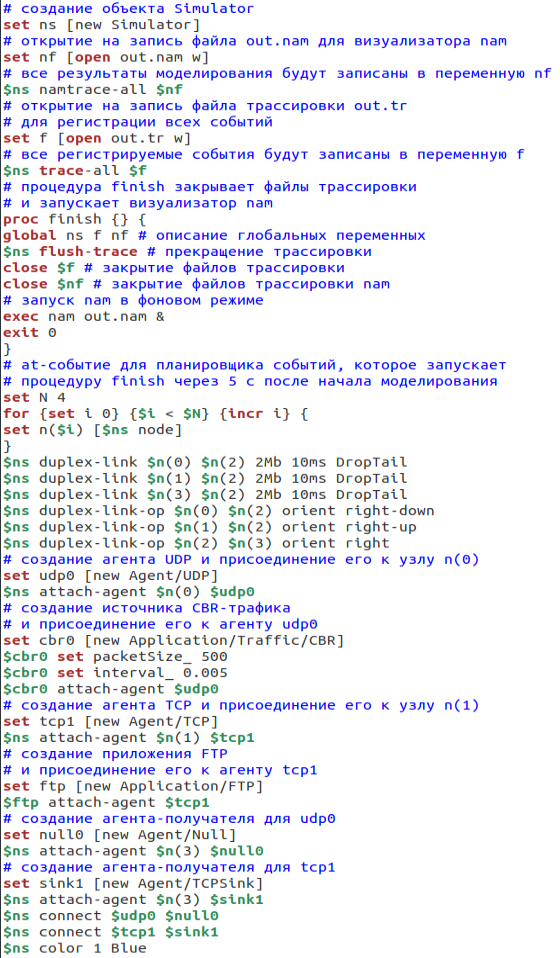 # создание объекта Simulator
set ns [new Simulator]
# открытие на запись файла out.nam для визуализатора nam
set nf [open out.nam w]
# все результаты моделирования будут записаны в переменную nf
$ns namtrace-all $nf
# открытие на запись файла трассировки out.tr
# для регистрации всех событий
set f [open out.tr w]
# все регистрируемые события будут записаны в переменную f
$ns trace-all $f
# процедура finish закрывает файлы трассировки
# и запускает визуализатор nam
proc finish {} {
global ns f nf # описание глобальных переменных
$ns flush-trace # прекращение трассировки
close $f # закрытие файлов трассировки
close $nf # закрытие файлов трассировки nam
# запуск nam в фоновом режиме
exec nam out.nam &
exit 0
}
# at-событие для планировщика событий, которое запускает
# процедуру finish через 5 с после начала моделирования
set N 4
for {set i 0} {$i < $N} {incr i} {
set n($i) [$ns node]
}
$ns duplex-link $n(0) $n(2) 2Mb 10ms DropTail
$ns duplex-link $n(1) $n(2) 2Mb 10ms DropTail
$ns duplex-link $n(3) $n(2) 2Mb 10ms DropTail
$ns duplex-link-op $n(0) $n(2) orient right-down
$ns duplex-link-op $n(1) $n(2) orient right-up
$ns duplex-link-op $n(2) $n(3) orient right
# создание агента UDP и присоединение его к узлу n(0)
set udp0 [new Agent/UDP]
$ns attach-agent $n(0) $udp0
# создание источника CBR-трафика
# и присоединение его к агенту udp0
set cbr0 [new Application/Traffic/CBR]
$cbr0 set packetSize_ 500
$cbr0 set interval_ 0.005
$cbr0 attach-agent $udp0
# создание агента TCP и присоединение его к узлу n(1)
set tcp1 [new Agent/TCP]
$ns attach-agent $n(1) $tcp1
# создание приложения FTP
# и присоединение его к агенту tcp1
set ftp [new Application/FTP]
$ftp attach-agent $tcp1
# создание агента-получателя для udp0
set null0 [new Agent/Null]
$ns attach-agent $n(3) $null0
# создание агента-получателя для tcp1
set sink1 [new Agent/TCPSink]
$ns attach-agent $n(3) $sink1
$ns connect $udp0 $null0
$ns connect $tcp1 $sink1
$ns color 1 Blue